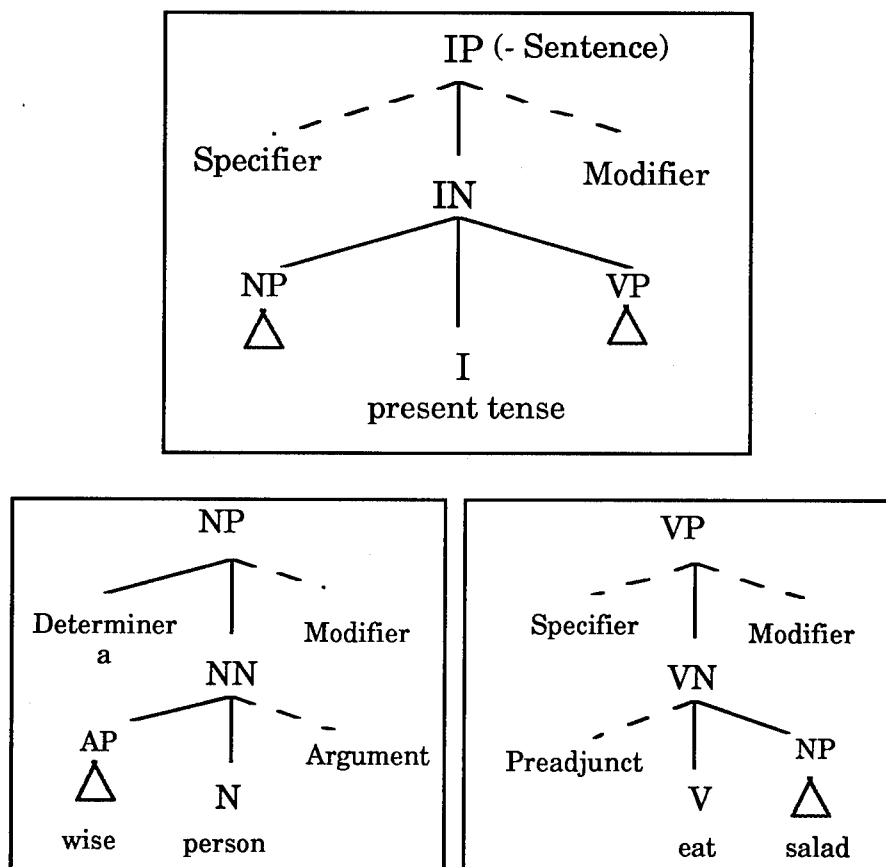 IP (- Sentence)
Specifier
Modifier
IN
NP
VP
I
present tense
NP
Determiner
a
Modifier
NN
AP
Argument
N
wise
person
VP
Specifier
Modifier
VN
Preadjunct
NP
V
eat
salad